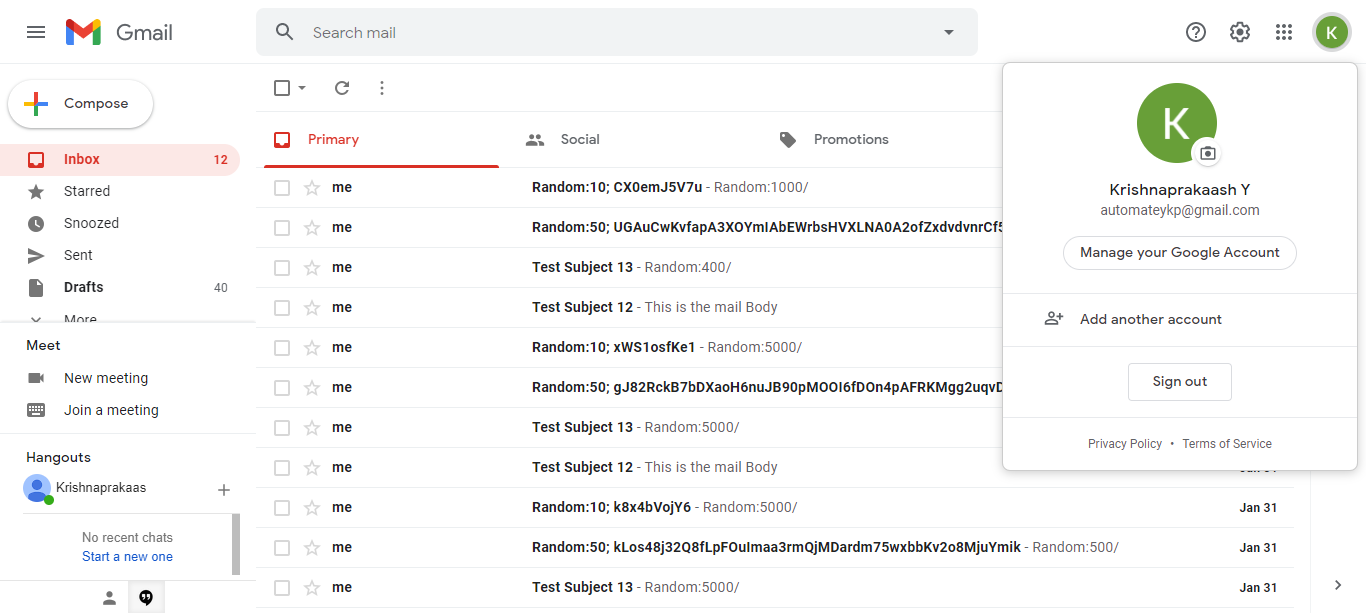 Gmail
Search mail
K
Compose
Inbox 12
Starred
Snoozed
Sent
Drafts 40
More
Meet
New meeting
Join a meeting
Hangouts
Krishnaprakaas
No recent chats
Start a new one
Primary Social Promotions
me Random:10; CX0emJ5V7u - Random:1000/
me Random:50; UGAuCwKvfapA3XOYmIAbEWrbsHVXLNA0A2ofZxdvdvnrCf5
me Test Subject 13 - Random:400/
me Test Subject 12 - This is the mail Body
me Random:10; xWS1osfKe1 - Random:5000/
me Random:50; gJ82RckB7bDXaoH6nuJB90pMOOI6fDOn4pAFRKMgg2uqvD
me Test Subject 13 - Random:5000/
me Test Subject 12 - This is the mail Body
me Random:10; k8x4bVojY6 - Random:5000/ Jan 31
me Random:50; kLos48j32Q8fLpFOulmaa3rmQjMDardm75wxbbKv2o8MjuYmik - Random:500/ Jan 31
me Test Subject 13 - Random:5000/ Jan 31
K
Krishnaprakaash Y
automateykp@gmail.com
Manage your Google Account
Add another account
Sign out
Privacy Policy • Terms of Service